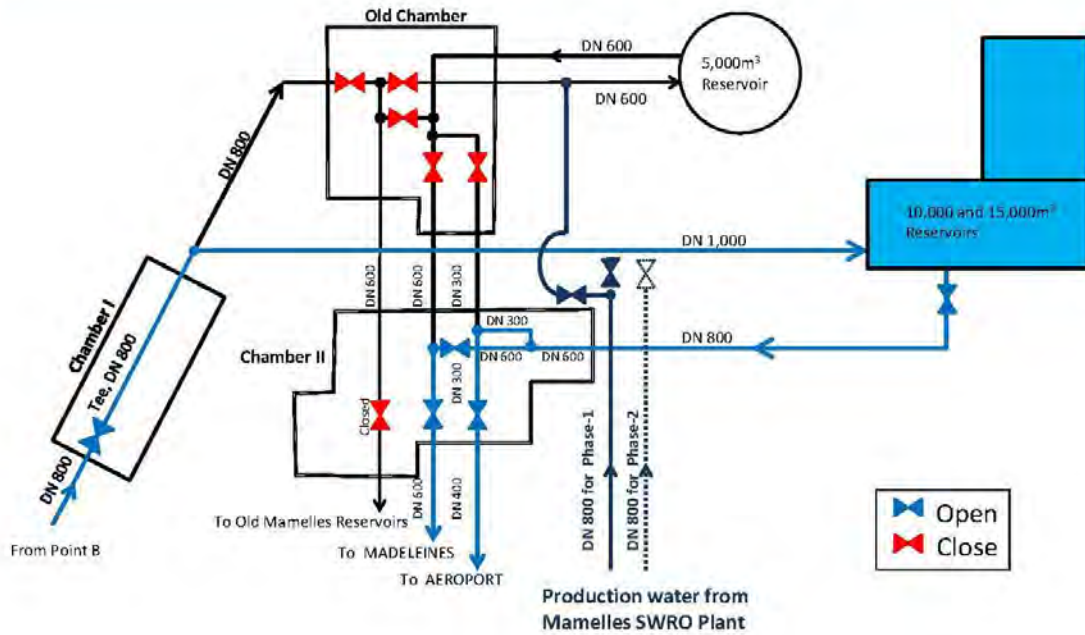 Old Chamber
DN 600
5,000m³
Reservoir
DN 600
DN 800
10,000 and 15,000m³
Reservoirs
DN 1,000
DN 600
DN 600
DN 300
Chamber I
Tee, DN 800
DN 300
Chamber II
DN 600
DN 600
DN 800
DN 300
Closed
DN 800
DN 600
DN 400
DN 800 for Phase-1
DN 800 for Phase-2
Open
Close
To Old Mamelles Reservoirs
From Point B
To MADELEINES
To AEROPORT
Production water from
Mamelles SWRO Plant